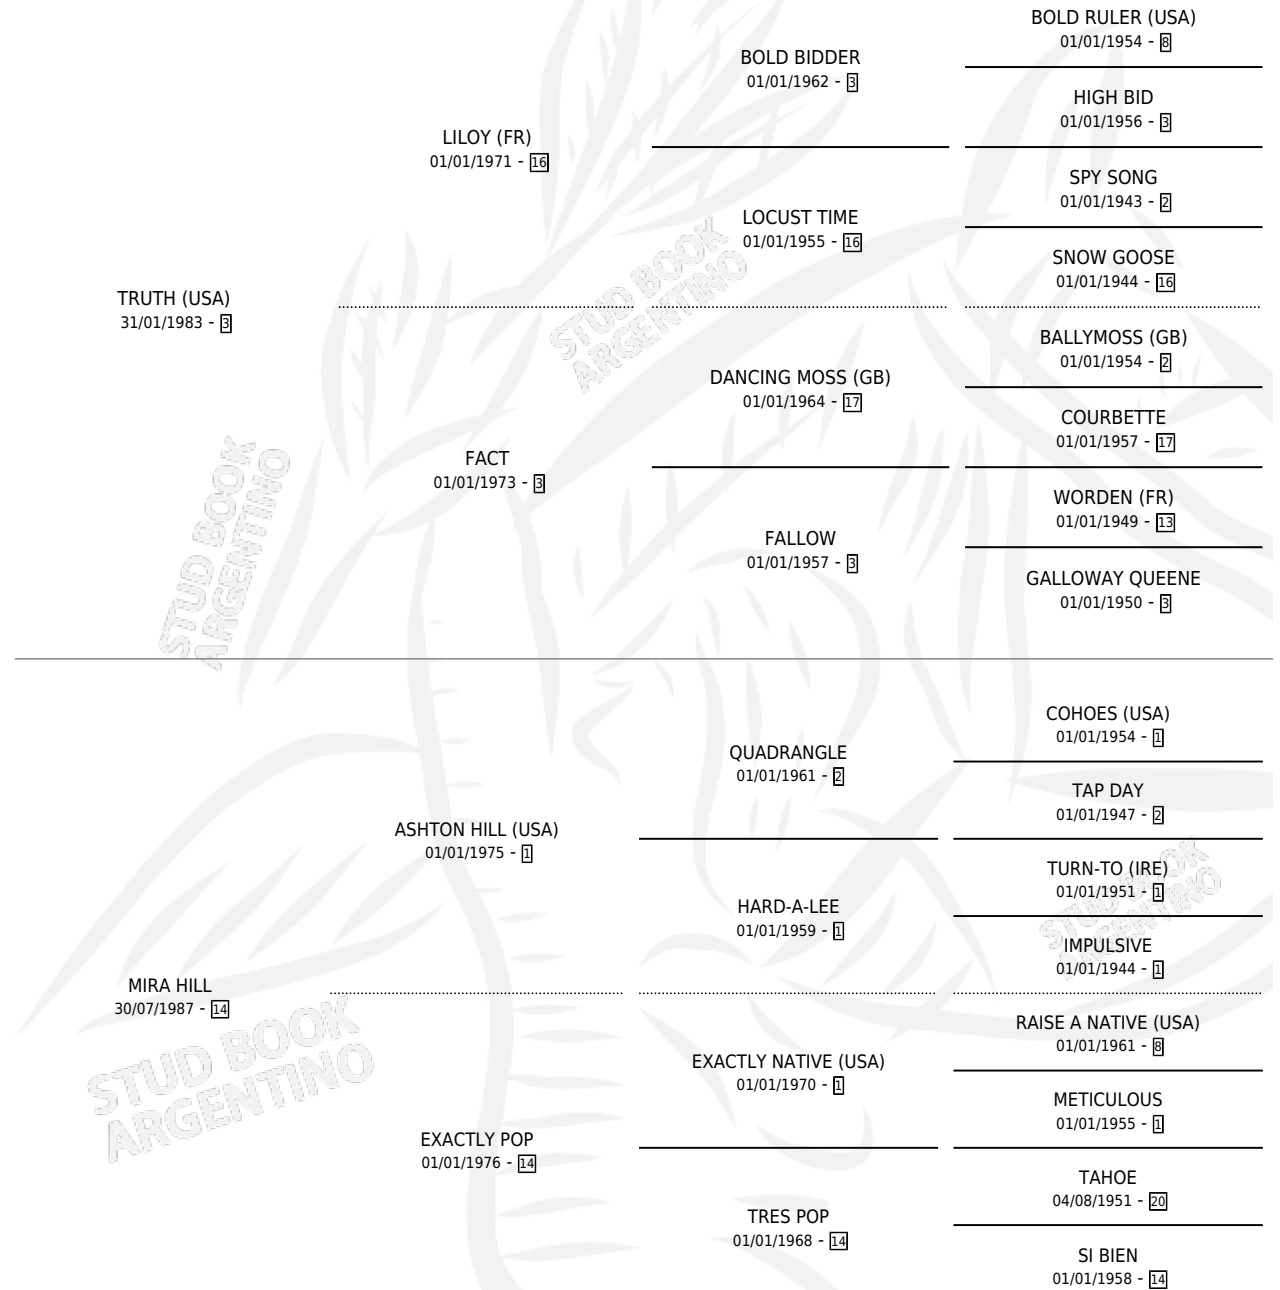 BOLD RULER (USA)
01/01/1954 - 8
BOLD BIDDER
01/01/1962 - 3
HIGH BID
01/01/1956 - 3
LILOY (FR)
01/01/1971 - 16
SPY SONG
01/01/1943 - 2
LOCUST TIME
01/01/1955 - 16
SNOW GOOSE
01/01/1944 - 16
TRUTH (USA)
31/01/1983 - 3
BALLYMOSS (GB)
01/01/1954 - 2
DANCING MOSS (GB)
01/01/1964 - 17
COURBETTE
01/01/1957 - 17
FACT
01/01/1973 - 3
WORDEN (FR)
01/01/1949 - 13
FALLOW
01/01/1957 - 3
GALLOWAY QUEENE
01/01/1950 - 3
COHOES (USA)
01/01/1954 - 1
QUADRANGLE
01/01/1961 - 2
TAP DAY
01/01/1947 - 2
ASHTON HILL (USA)
01/01/1975 - 1
TURN-TO (IRE)
01/01/1951 - 1
HARD-A-LEE
01/01/1959 - 1
IMPULSIVE
01/01/1944 - 1
MIRA HILL
30/07/1987 - 14
RAISE A NATIVE (USA)
01/01/1961 - 8
EXACTLY NATIVE (USA)
01/01/1970 - 1
METICULOUS
01/01/1955 - 1
EXACTLY POP
01/01/1976 - 14
TAHOE
04/08/1951 - 20
TRES POP
01/01/1968 - 14
SI BIEN
01/01/1958 - 14
STUD BOOK
ARGENTINO
STUD BOOK
ARGENTINO
STUD BOOK
ARGENTINO
STUD BOOK
ARGENTINO